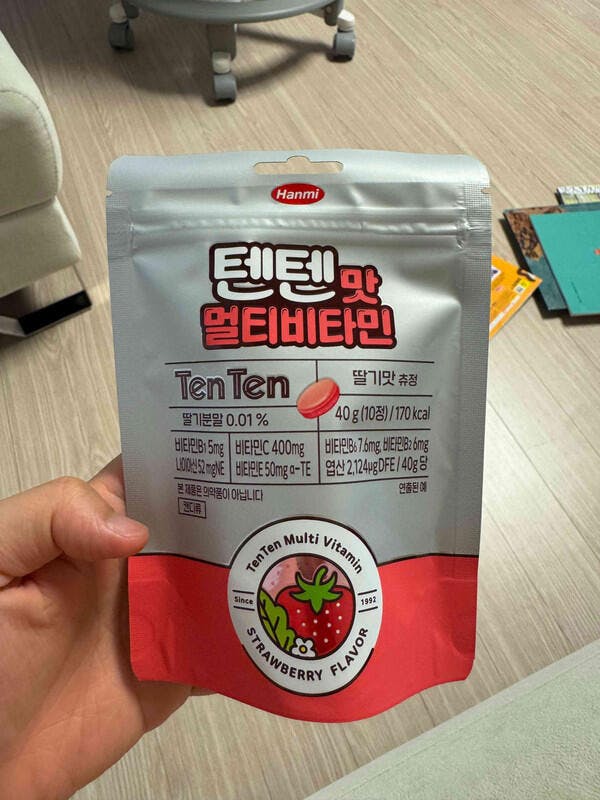 Hanmi
텐텐맛
멀티비타민
Ten Ten
딸기맛 츄정
딸기분말 0.01 %
40 g (10정) / 170 kcal
비타민B1 5mg
나이아신 52 mgNE
비타민C 400mg
비타민E 50mg α-TE
비타민B6 7.6mg, 비타민B2 6mg
엽산 2,124μgDFE / 40g 당
본 제품은 의약품이 아닙니다
캔디류
연출된 예
TenTen Multi Vitamin
Since 1992
STRAWBERRY FLAVOR